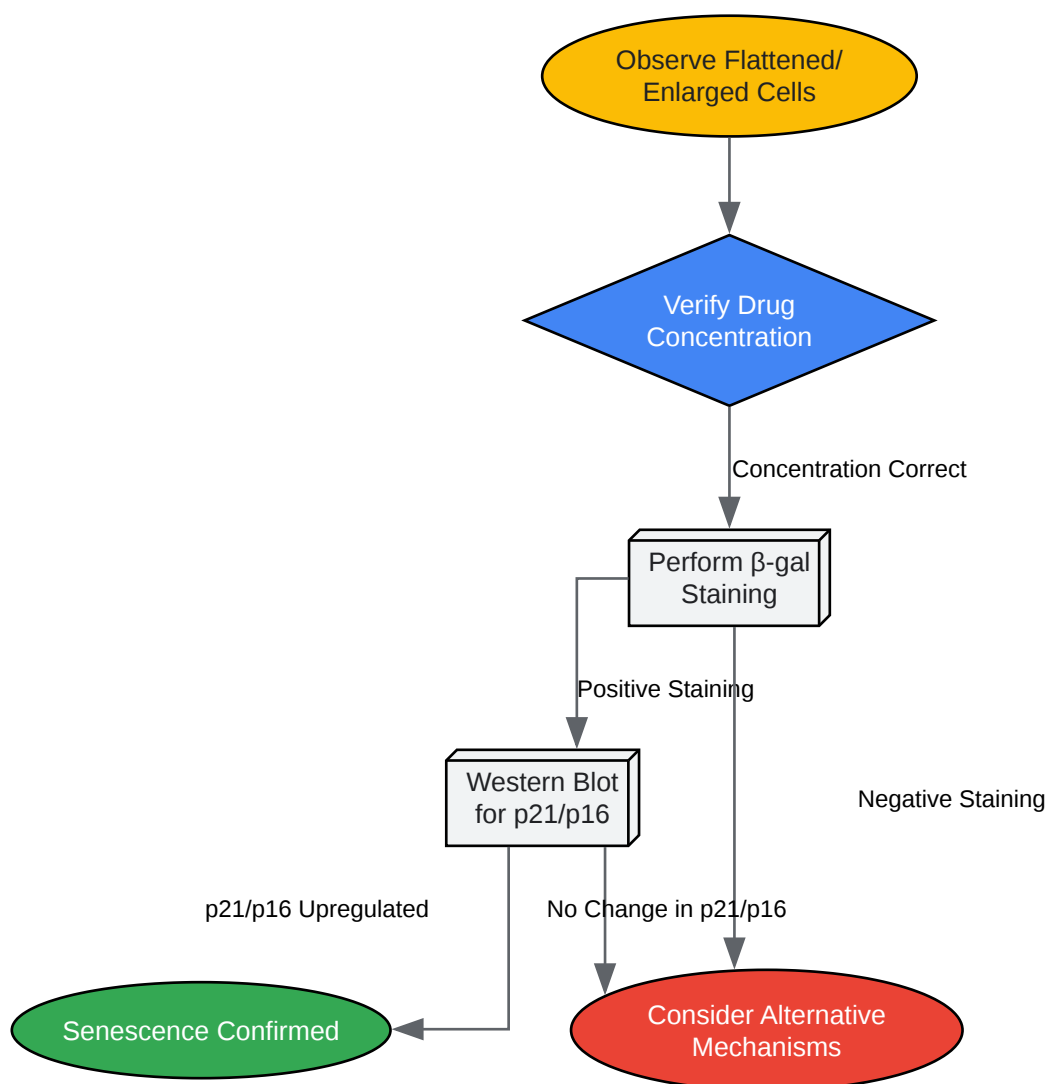 Observe Flattened/
Enlarged Cells
Verify Drug
Concentration
Concentration Correct
Perform β-gal
Staining
Positive Staining
Western Blot
for p21/p16
Negative Staining
p21/p16 Upregulated
No Change in p21/p16
Senescence Confirmed
Consider Alternative
Mechanisms